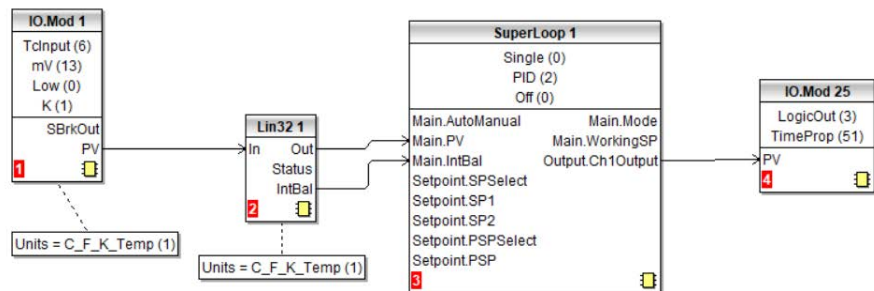 IO.Mod 1
TcInput (6)
mV (13)
Low (0)
K (1)
SBrkOut
PV
1
Units = C_F_K_Temp (1)
Lin32 1
In Out
Status
IntBal
2
Units = C_F_K_Temp (1)
SuperLoop 1
Single (0)
PID (2)
Off (0)
Main.AutoManual Main.Mode
Main.PV Main.WorkingSP
Main.IntBal Output.Ch1Output
Setpoint.SPSelect
Setpoint.SP1
Setpoint.SP2
Setpoint.PSPSelect
Setpoint.PSP
3
IO.Mod 25
LogicOut (3)
TimeProp (51)
PV
4